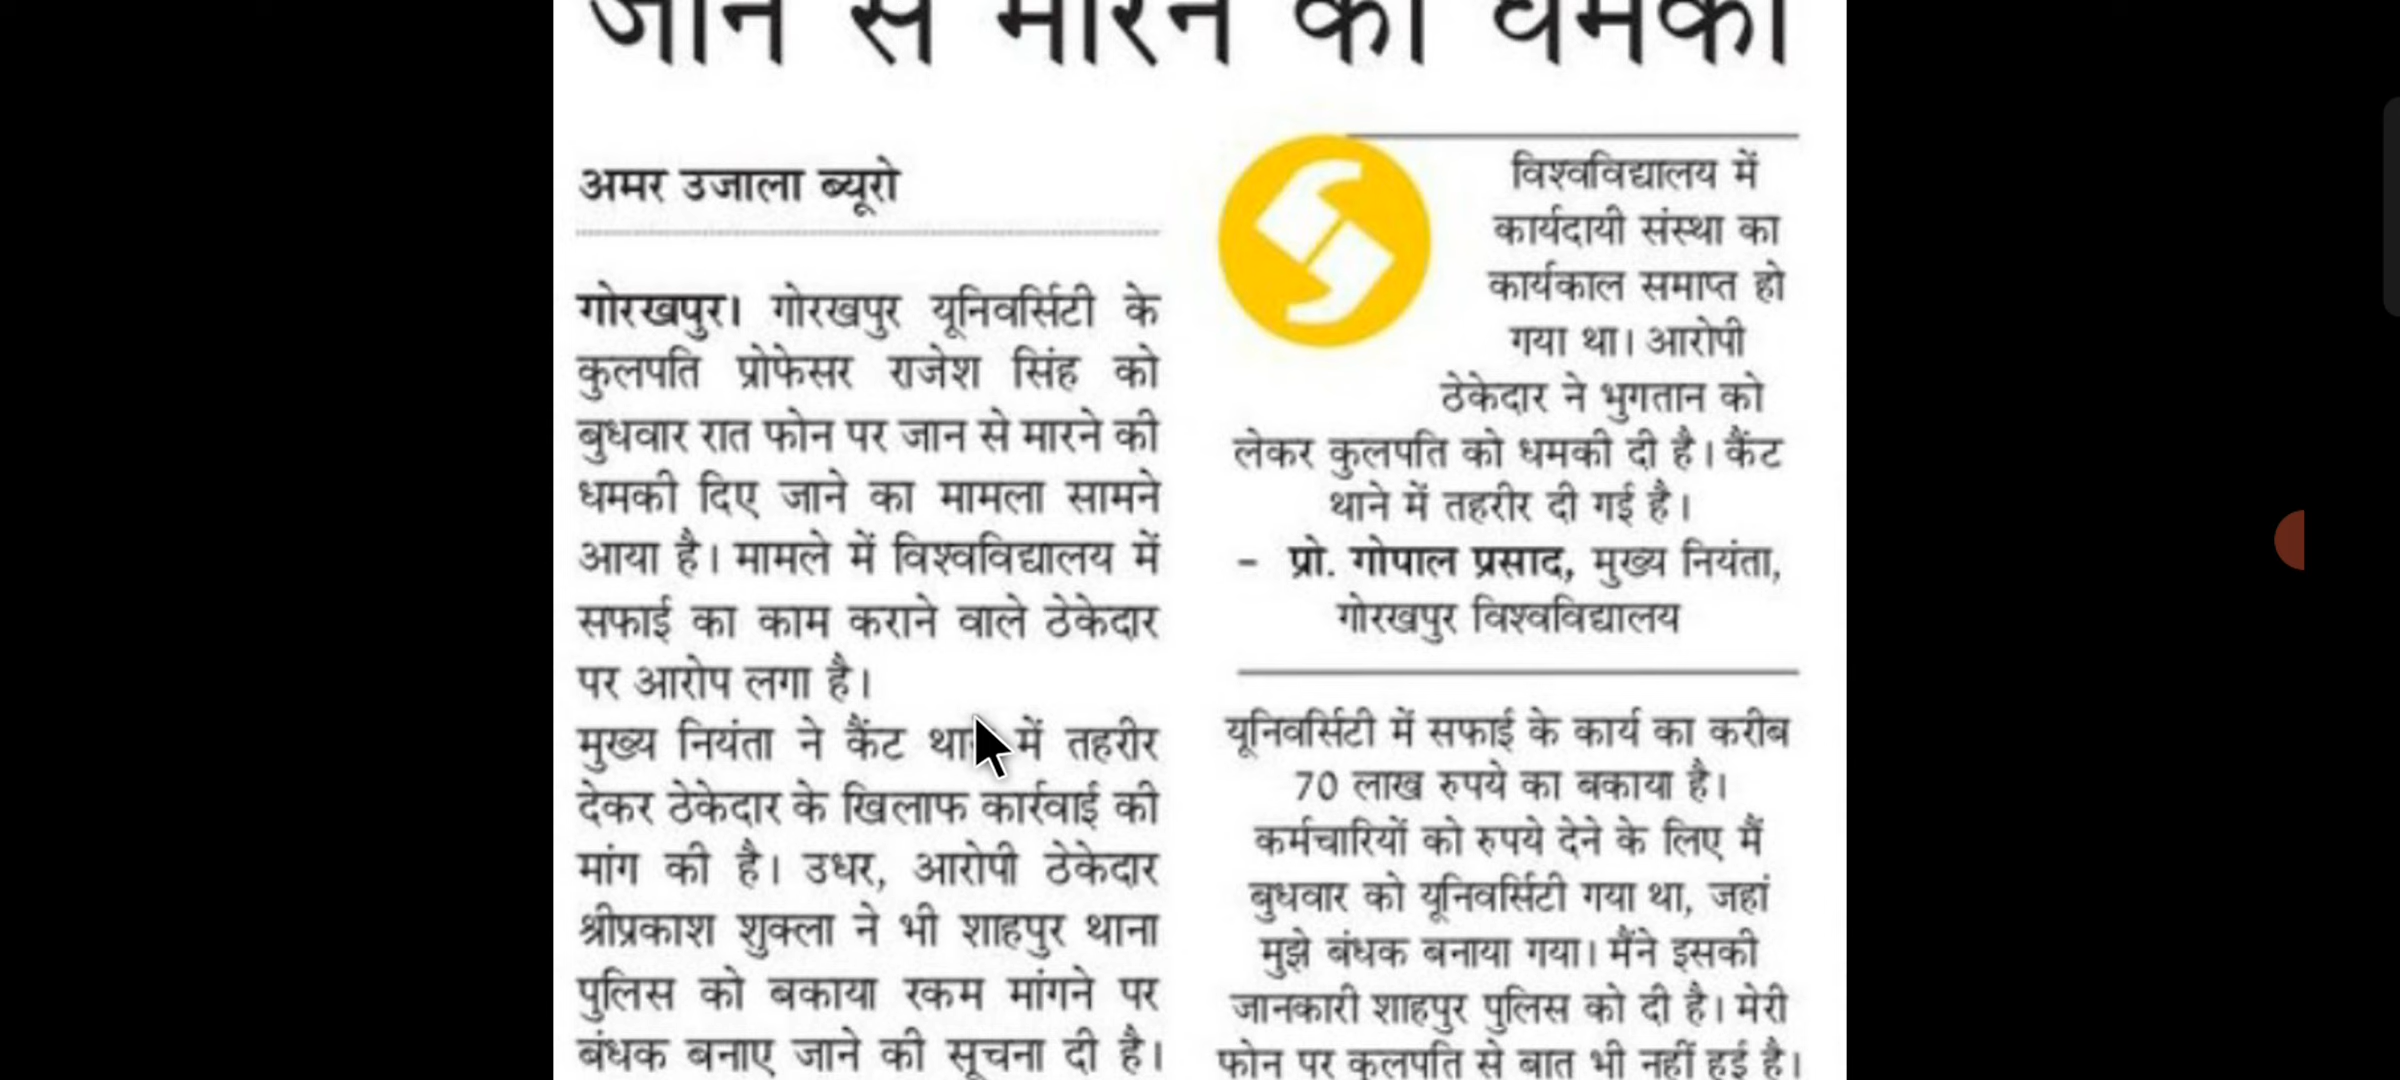 जान से मारने की धमकी
अमर उजाला ब्यूरो
गोरखपुर। गोरखपुर यूनिवर्सिटी के
कुलपति प्रोफेसर राजेश सिंह को
बुधवार रात फोन पर जान से मारने की
धमकी दिए जाने का मामला सामने
आया है। मामले में विश्वविद्यालय में
सफाई का काम कराने वाले ठेकेदार
पर आरोप लगा है।
मुख्य नियंता ने कैंट थाने में तहरीर
देकर ठेकेदार के खिलाफ कार्रवाई की
मांग की है। उधर, आरोपी ठेकेदार
श्रीप्रकाश शुक्ला ने भी शाहपुर थाना
पुलिस को बकाया रकम मांगने पर
बंधक बनाए जाने की सूचना दी है।
विश्वविद्यालय में
कार्यदायी संस्था का
कार्यकाल समाप्त हो
गया था। आरोपी
ठेकेदार ने भुगतान को
लेकर कुलपति को धमकी दी है। कैंट
थाने में तहरीर दी गई है।
- प्रो. गोपाल प्रसाद, मुख्य नियंता,
गोरखपुर विश्वविद्यालय
यूनिवर्सिटी में सफाई के कार्य का करीब
70 लाख रुपये का बकाया है।
कर्मचारियों को रुपये देने के लिए मैं
बुधवार को यूनिवर्सिटी गया था, जहां
मुझे बंधक बनाया गया। मैंने इसकी
जानकारी शाहपुर पुलिस को दी है। मेरी
फोन पर कुलपति से बात भी नहीं हुई है।